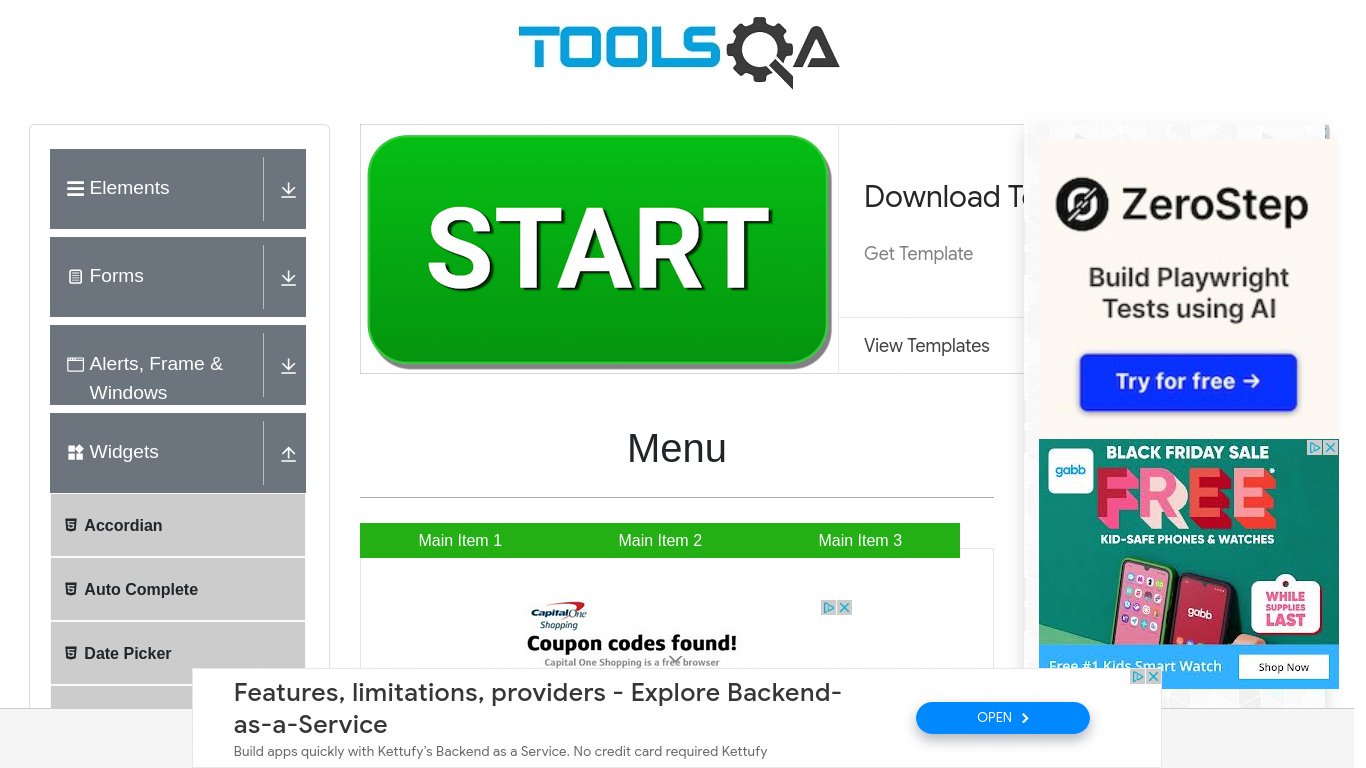 TOOLSQA
Elements
Forms
Alerts, Frame &
Windows
Widgets
Accordian
Auto Complete
Date Picker
START
Download
Get Template
View Templates
Menu
Main Item 1
Main Item 2
Main Item 3
CapitalOne
Shopping
Coupon codes found!
Capital One Shopping is a free browser
ZeroStep
Build Playwright
Tests using AI
Try for free →
gabb
BLACK FRIDAY SALE
FREE*
KID-SAFE PHONES & WATCHES
gabb
WHILE
SUPPLIES
LAST
Free #1 Kids Smart Watch
Shop Now
Features, limitations, providers - Explore Backend-
as-a-Service
Build apps quickly with Kettufy's Backend as a Service. No credit card required Kettufy
OPEN